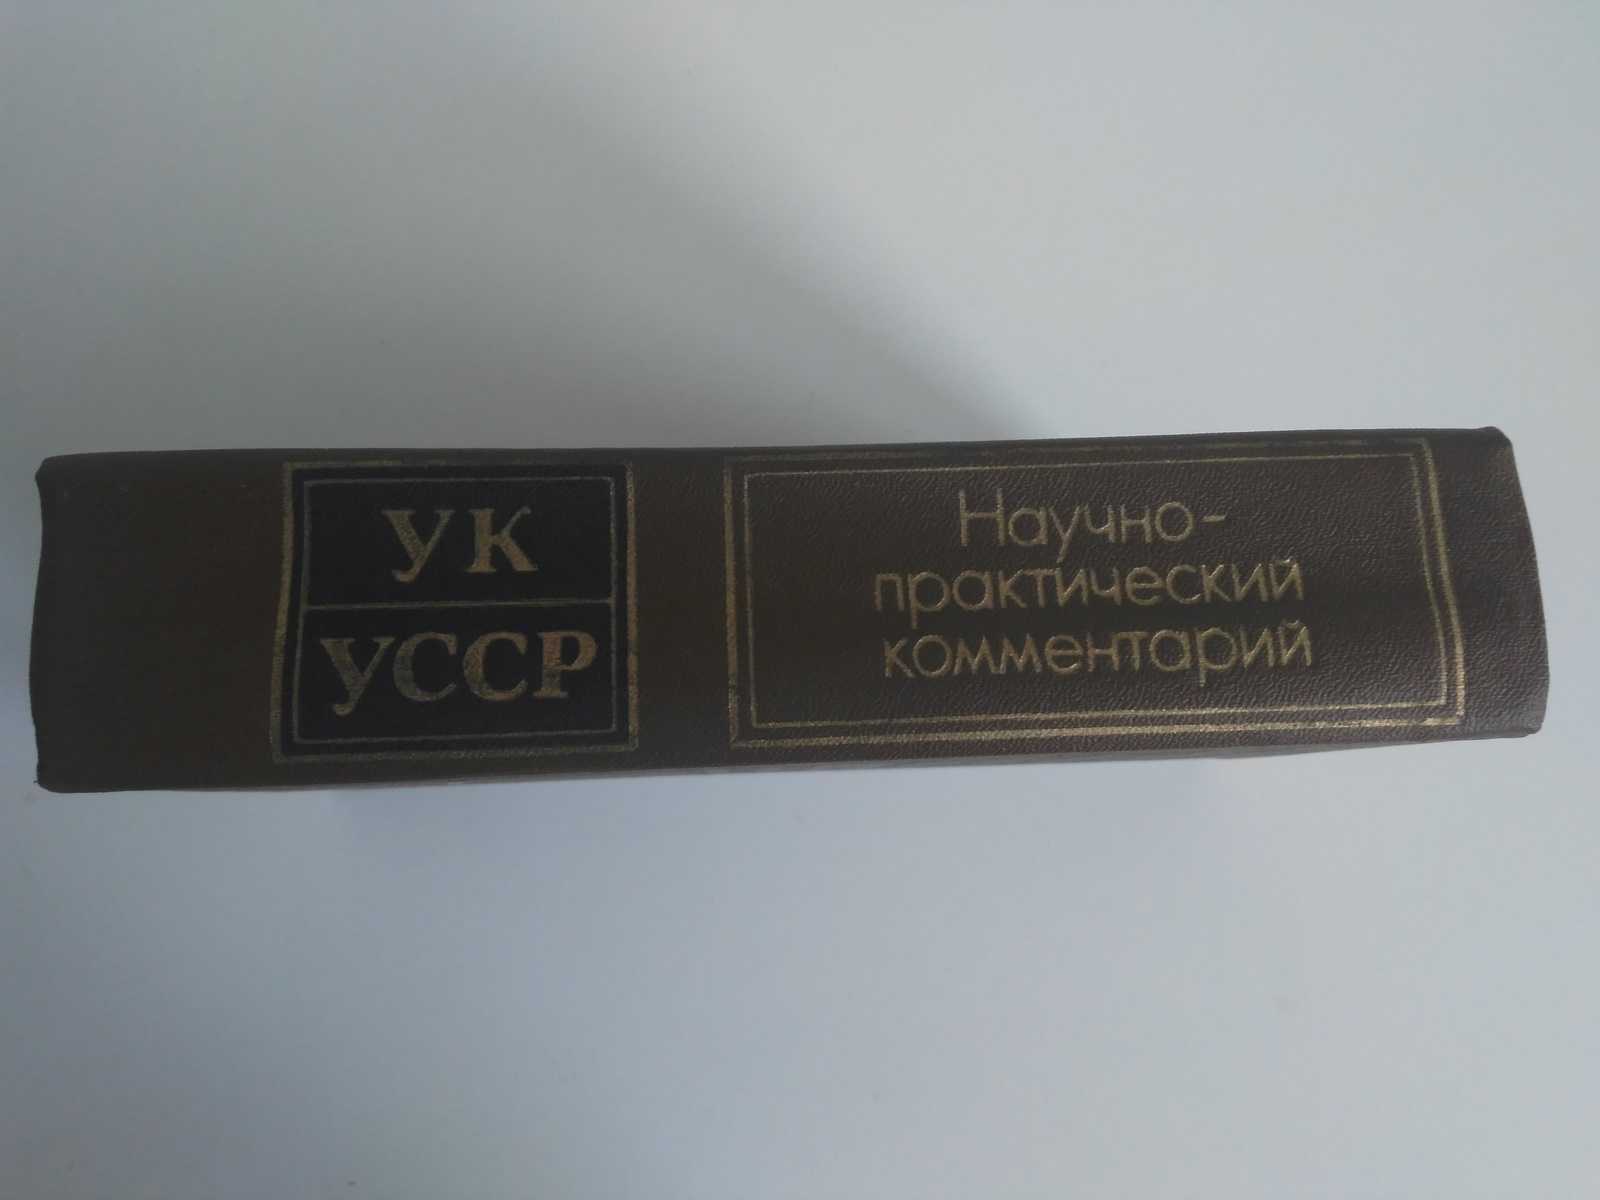 УК
УССР
Научно-
практический
комментарий